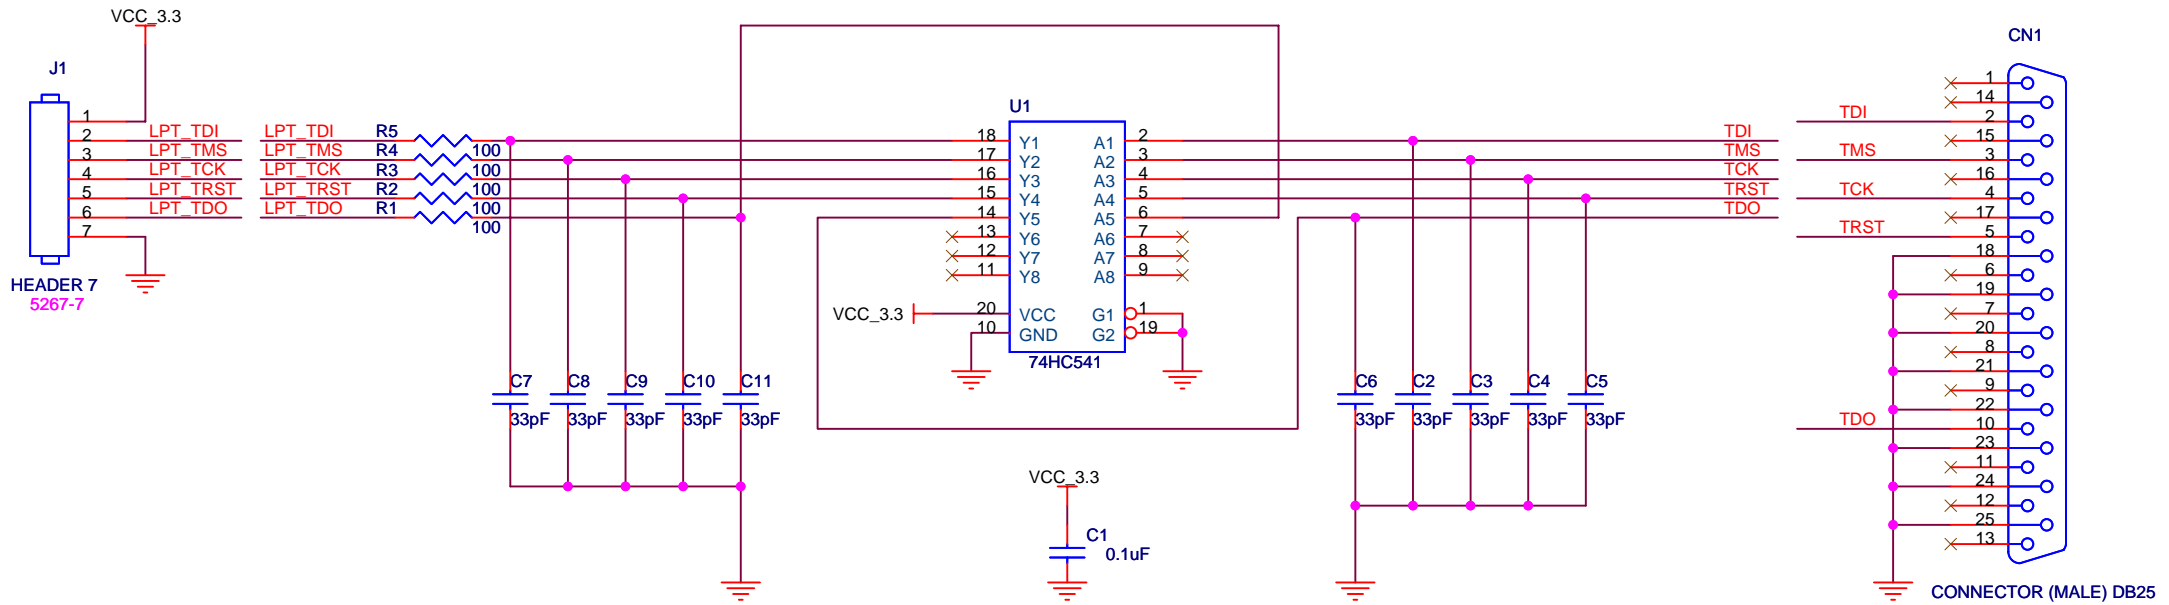 VCC_3.3
J1
1
2
3
4
5
6
7
LPT_TDI
LPT_TMS
LPT_TCK
LPT_TRST
LPT_TDO
HEADER 7
5267-7
LPT_TDI
LPT_TMS
LPT_TCK
LPT_TRST
LPT_TDO
R5
R4
R3
R2
R1
100
100
100
100
100
C7
33pF
C8
33pF
C9
33pF
C10
33pF
C11
33pF
U1
18 Y1 A1 2
17 Y2 A2 3
16 Y3 A3 4
15 Y4 A4 5
14 Y5 A5 6
13 Y6 A6 7
12 Y7 A7 8
11 Y8 A8 9
VCC_3.3 20 VCC G1 1
10 GND G2 19
74HC541
VCC_3.3
C1
0.1uF
C6
33pF
C2
33pF
C3
33pF
C4
33pF
C5
33pF
TDI
TMS
TCK
TRST
TDO
CN1
1
14
TDI 2
15
TMS 3
16
TCK 4
17
TRST 5
18
6
19
7
20
8
21
9
22
TDO 10
23
11
24
12
25
13
CONNECTOR (MALE) DB25